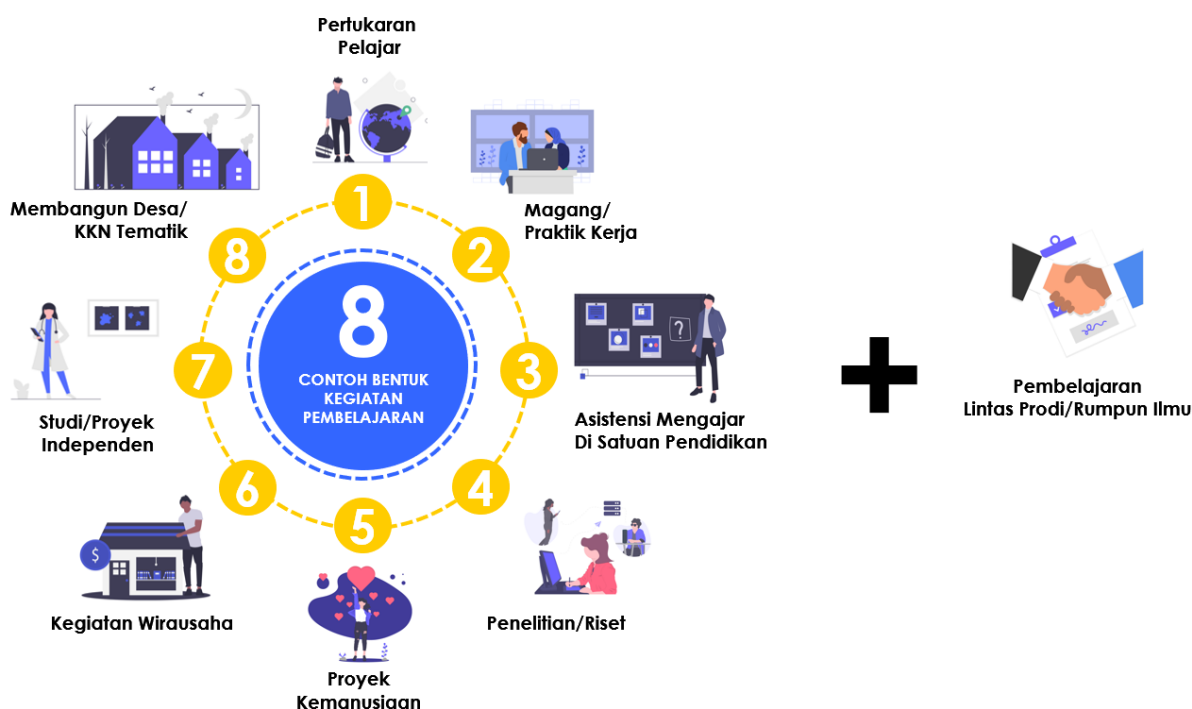 Pertukaran
Pelajar
1
Magang/
Praktik Kerja
2
Asistensi Mengajar
Di Satuan Pendidikan
3
Penelitian/Riset
4
Proyek
Kemanusiaan
5
Kegiatan Wirausaha
6
Studi/Proyek
Independen
7
Membangun Desa/
KKN Tematik
8
8
CONTOH BENTUK
KEGIATAN
PEMBELAJARAN
?
$
+
Pembelajaran
Lintas Prodi/Rumpun Ilmu